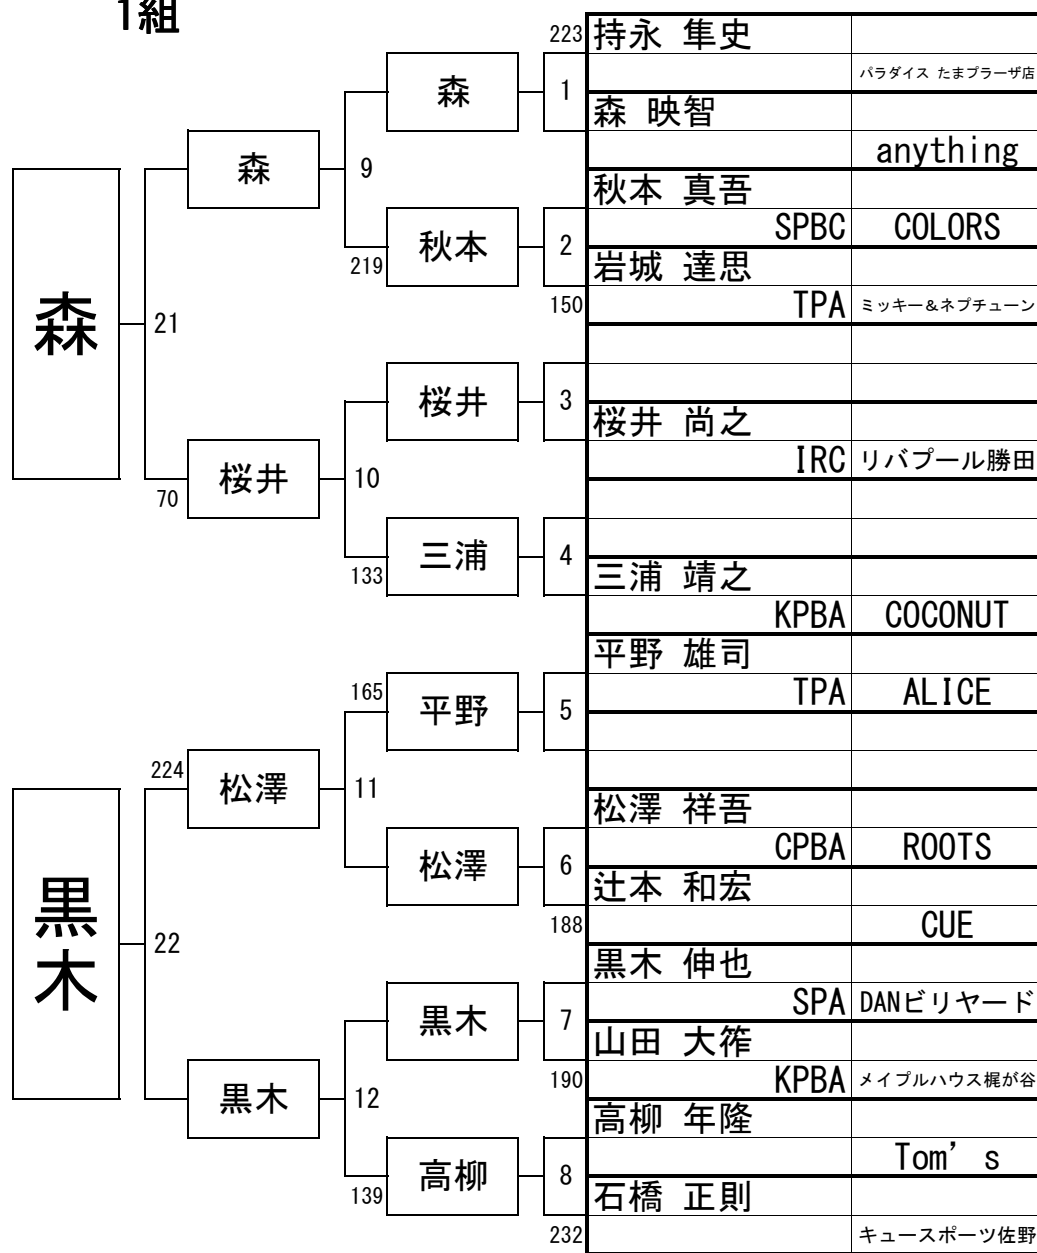 1組
223 持永 隼史
パラダイス たまプラーザ店
森 1
森 映智
anything
森 9
秋本 真吾
SPBC COLORS
219 秋本 2
岩城 達思
150 TPA ミッキー&ネプチューン
森 21
桜井 3
桜井 尚之
IRC リバプール勝田
70 桜井 10
133 三浦 4
三浦 靖之
KPBA COCONUT
平野 雄司
165 平野 5 TPA ALICE
224 松澤 11
松澤 祥吾
CPBA ROOTS
松澤 6
辻本 和宏
188 CUE
黒木 22
黒木 伸也
SPA DANビリヤード
黒木 7
山田 大筰
190 KPBA メイプルハウス梶が谷
黒木 12
高柳 年隆
Tom’s
139 高柳 8
石橋 正則
232 キュースポーツ佐野